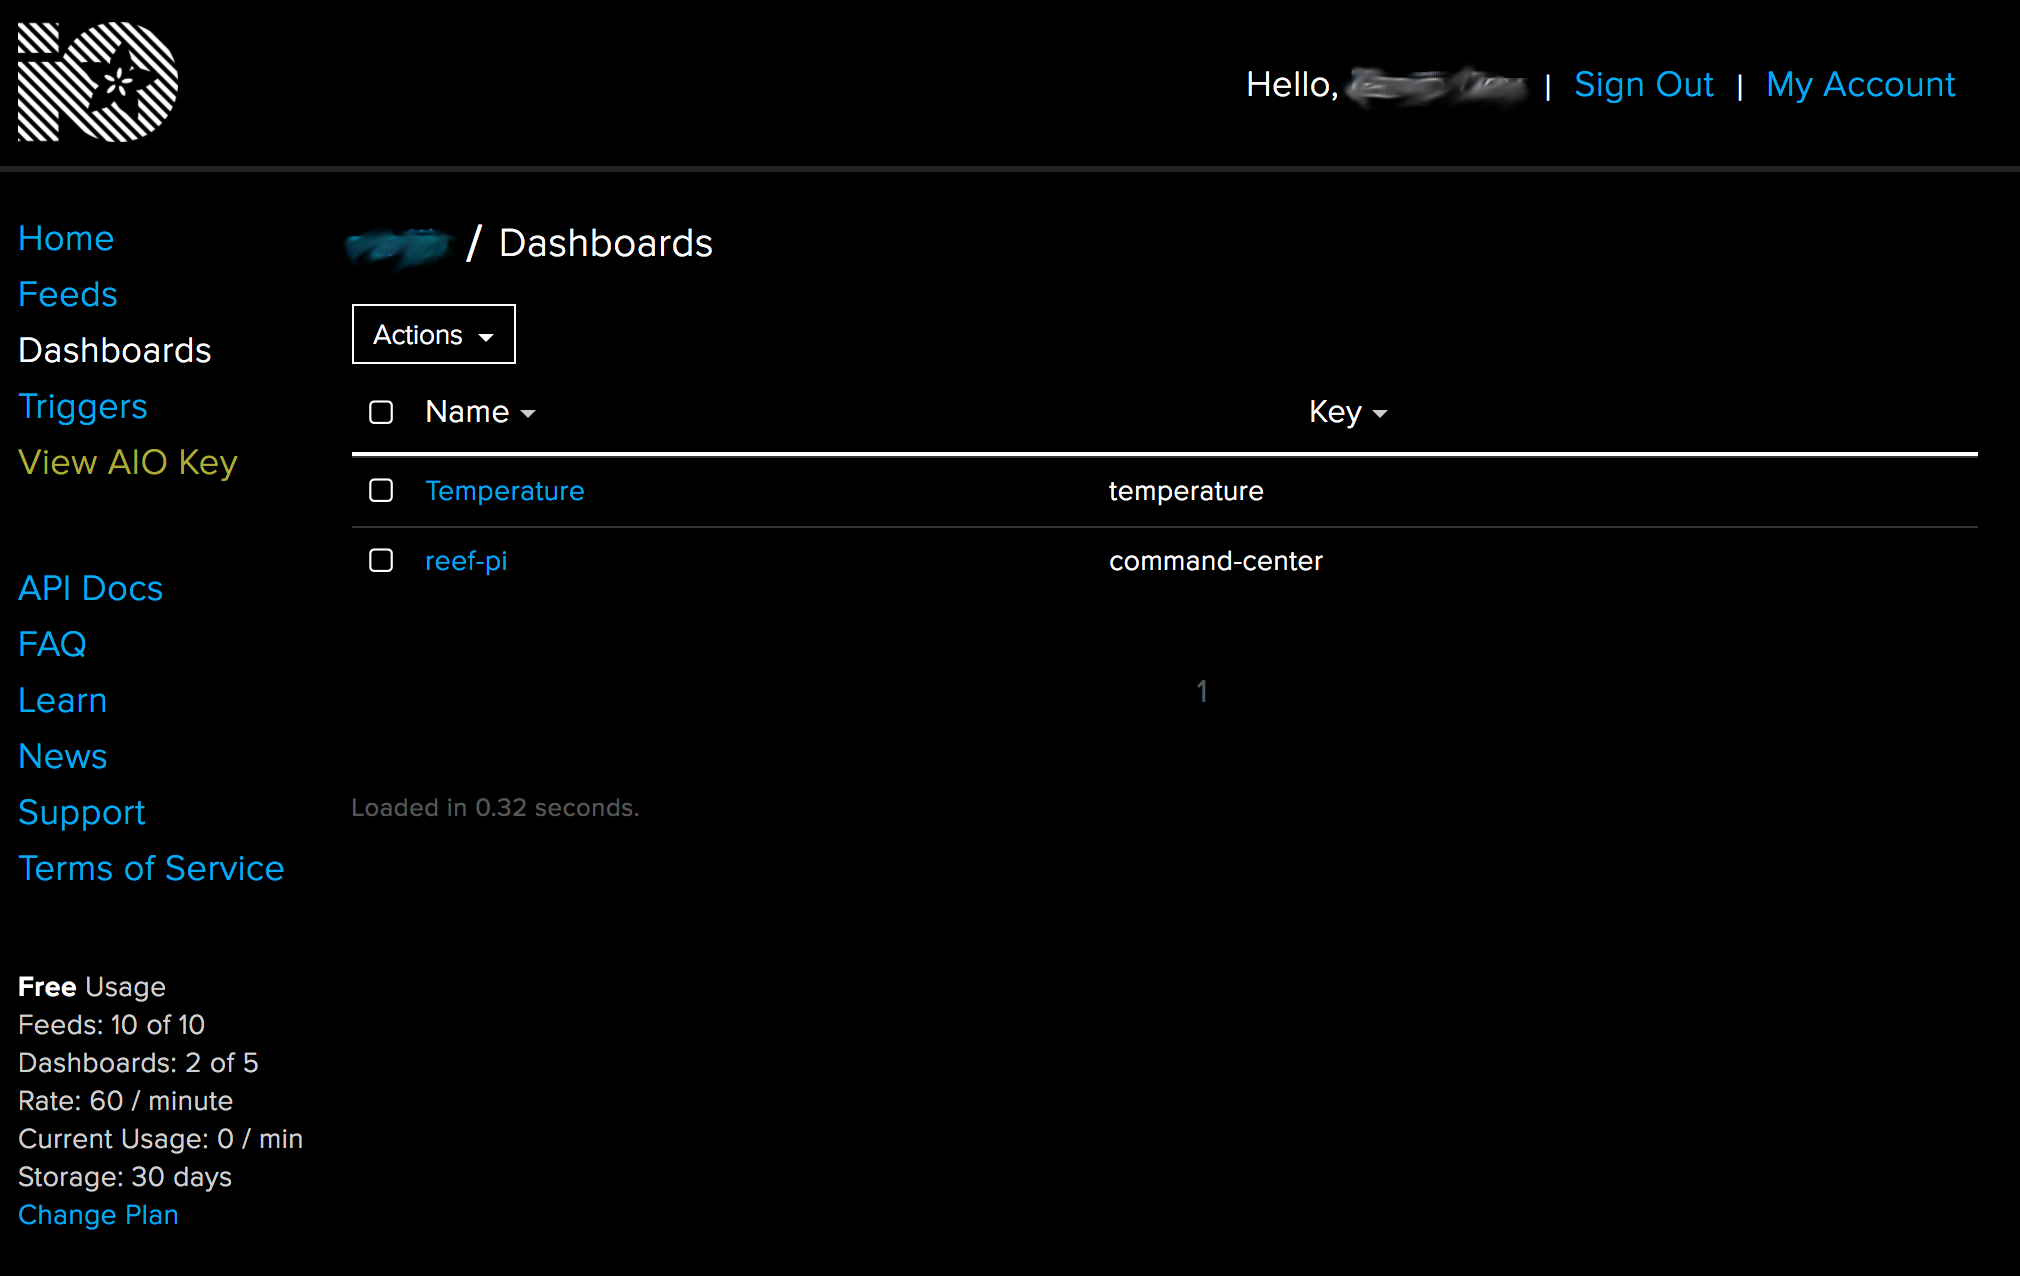 iO
Hello, | Sign Out | My Account
Home
Feeds
Dashboards
Triggers
View AIO Key
API Docs
FAQ
Learn
News
Support
Terms of Service
Free Usage
Feeds: 10 of 10
Dashboards: 2 of 5
Rate: 60 / minute
Current Usage: 0 / min
Storage: 30 days
Change Plan
/ Dashboards
Actions
Name Key
Temperature temperature
reef-pi command-center
1
Loaded in 0.32 seconds.